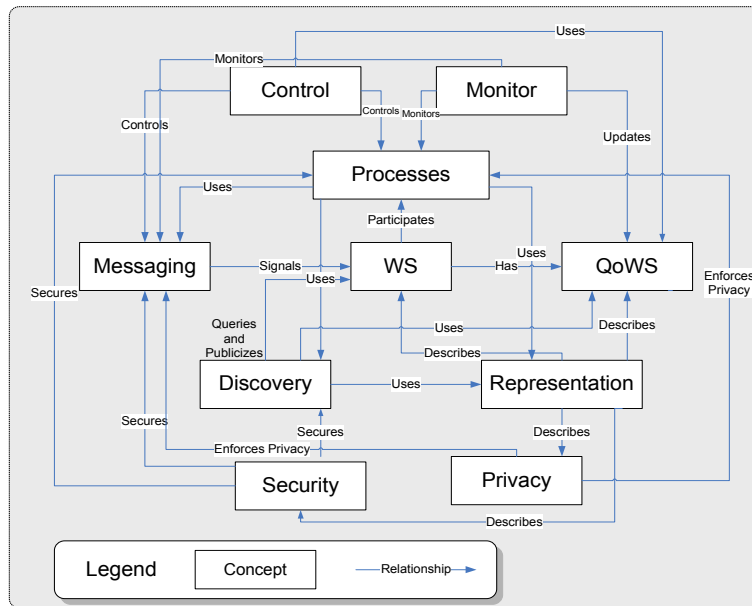 Uses
Monitors
Control
Monitor
Controls
Controls
Monitors
Updates
Processes
Uses
Participates
Uses
Messaging
Signals
WS
Has
QoWS
Secures
Uses
Enforces
Privacy
Queries
and
Publicizes
Uses
Describes
Describes
Discovery
Uses
Representation
Secures
Secures
Describes
Enforces Privacy
Security
Privacy
Describes
Legend
Concept
Relationship